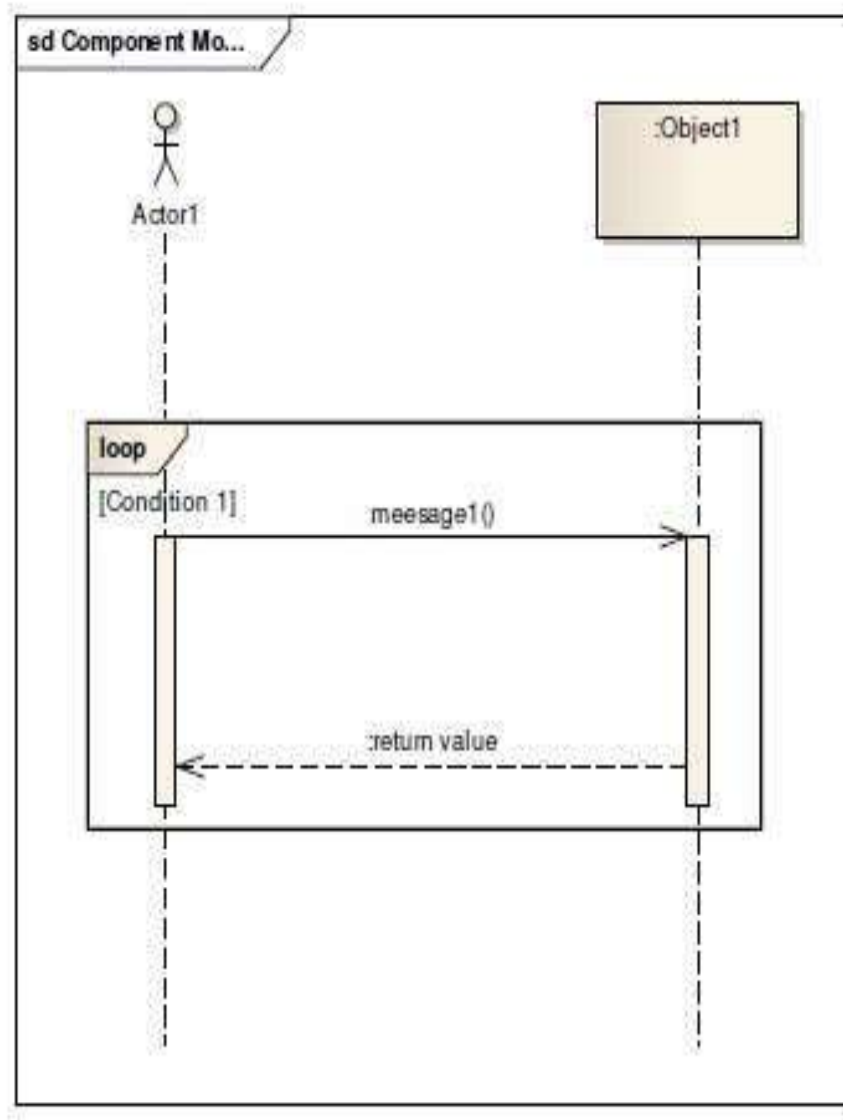 sd Component Mo...
Actor1
:Object1
loop
[Condition 1]
meesage1()
:return value